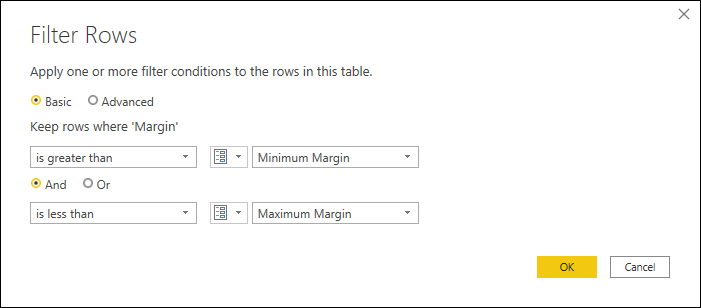 Filter Rows
Apply one or more filter conditions to the rows in this table.
Basic Advanced
Keep rows where 'Margin'
is greater than Minimum Margin
And Or
is less than Maximum Margin
OK Cancel